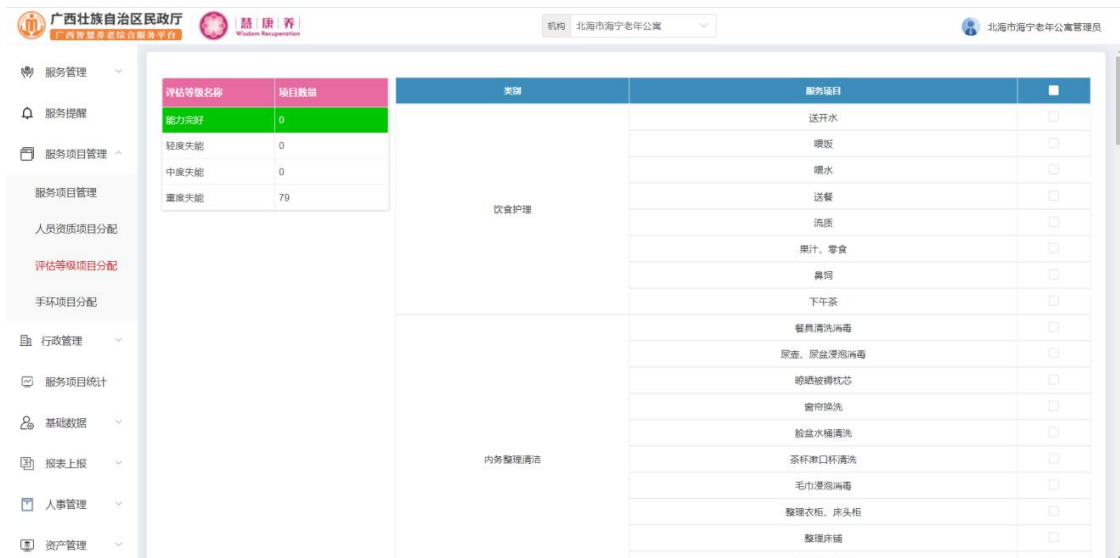 广西壮族自治区民政厅
广西智慧养老综合服务平台
慧 康 养
Wisdom Recuperation
机构 北海市海宁老年公寓
北海市海宁老年公寓管理员
服务管理
服务提醒
服务项目管理
服务项目管理
人员资质项目分配
评估等级项目分配
手环项目分配
行政管理
服务项目统计
基础数据
报表上报
人事管理
资产管理
评估等级名称 项目数量
能力完好 0
轻度失能 0
中度失能 0
重度失能 79
类别 服务项目
饮食护理
送开水
喂饭
喂水
送餐
流质
果汁、零食
鼻饲
下午茶
内务整理清洁
餐具清洗消毒
尿壶、尿盆浸泡消毒
晾晒被褥枕芯
窗帘换洗
脸盆水桶清洗
茶杯漱口杯清洗
毛巾浸泡消毒
整理衣柜、床头柜
整理床铺